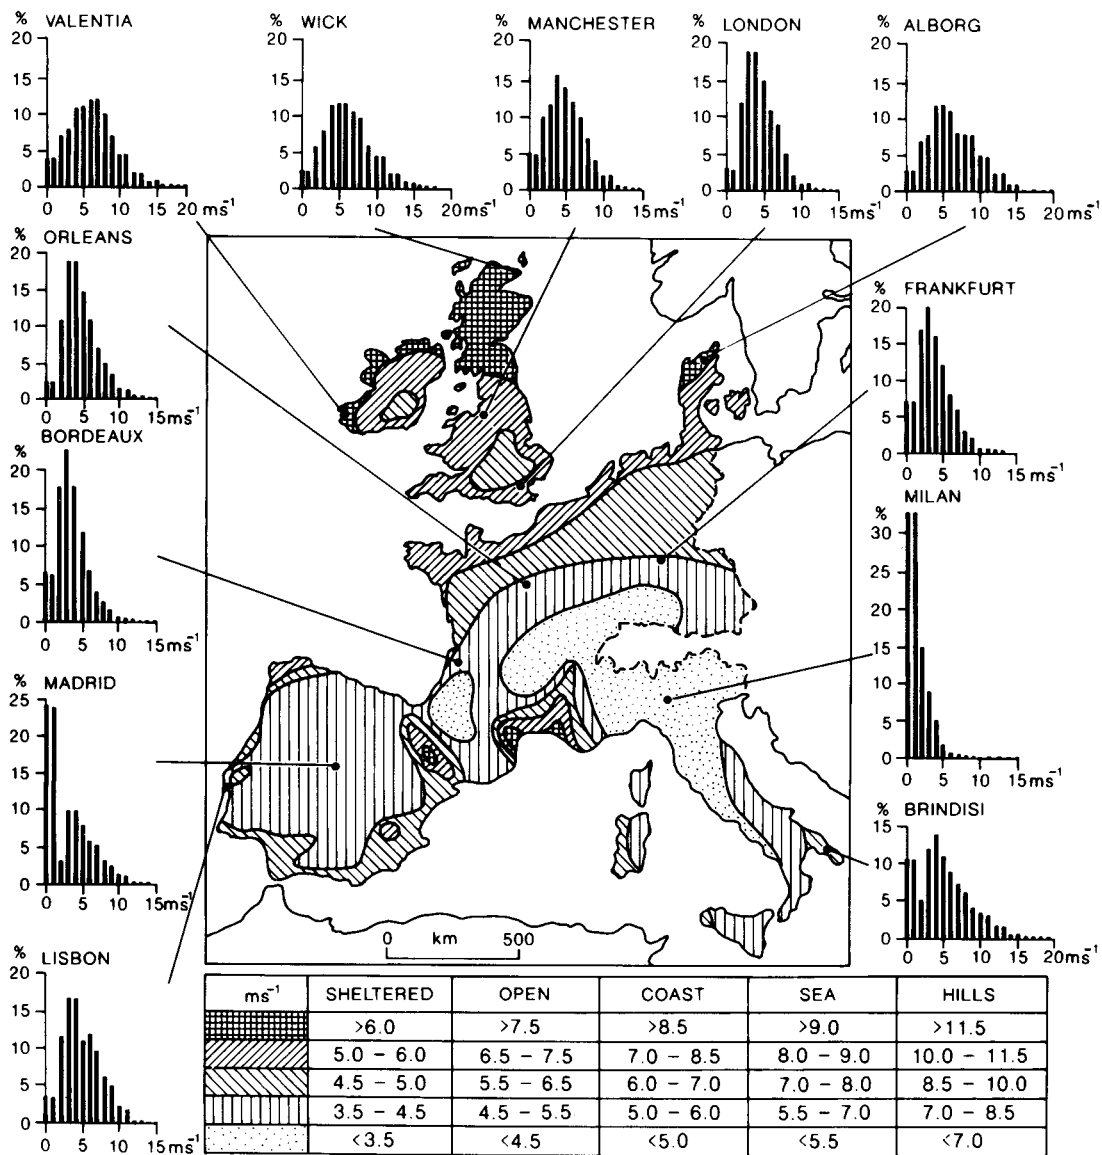 % VALENTIA
20
15
10
5
0
0 5 10 15 20 ms⁻¹
% WICK
20
15
10
5
0
0 5 10 15 20 ms⁻¹
% MANCHESTER
20
15
10
5
0
0 5 10 15 ms⁻¹
% LONDON
20
15
10
5
0
0 5 10 15 ms⁻¹
% ALBORG
20
15
10
5
0
0 5 10 15 20 ms⁻¹
% ORLEANS
20
15
10
5
0
0 5 10 15 ms⁻¹
% FRANKFURT
20
15
10
5
0
0 5 10 15 ms⁻¹
BORDEAUX
%
20
15
10
5
0
0 5 10 15 ms⁻¹
MILAN
%
30
25
20
15
10
5
0
0 5 10 15 ms⁻¹
% MADRID
25
20
15
10
5
0
0 5 10 15 ms⁻¹
% BRINDISI
15
10
5
0
0 5 10 15 20 ms⁻¹
% LISBON
20
15
10
5
0
0 5 10 15 ms⁻¹
0 km 500
ms⁻¹ SHELTERED OPEN COAST SEA HILLS
>6.0 >7.5 >8.5 >9.0 >11.5
5.0 – 6.0 6.5 – 7.5 7.0 – 8.5 8.0 – 9.0 10.0 – 11.5
4.5 – 5.0 5.5 – 6.5 6.0 – 7.0 7.0 – 8.0 8.5 – 10.0
3.5 – 4.5 4.5 – 5.5 5.0 – 6.0 5.5 – 7.0 7.0 – 8.5
<3.5 <4.5 <5.0 <5.5 <7.0